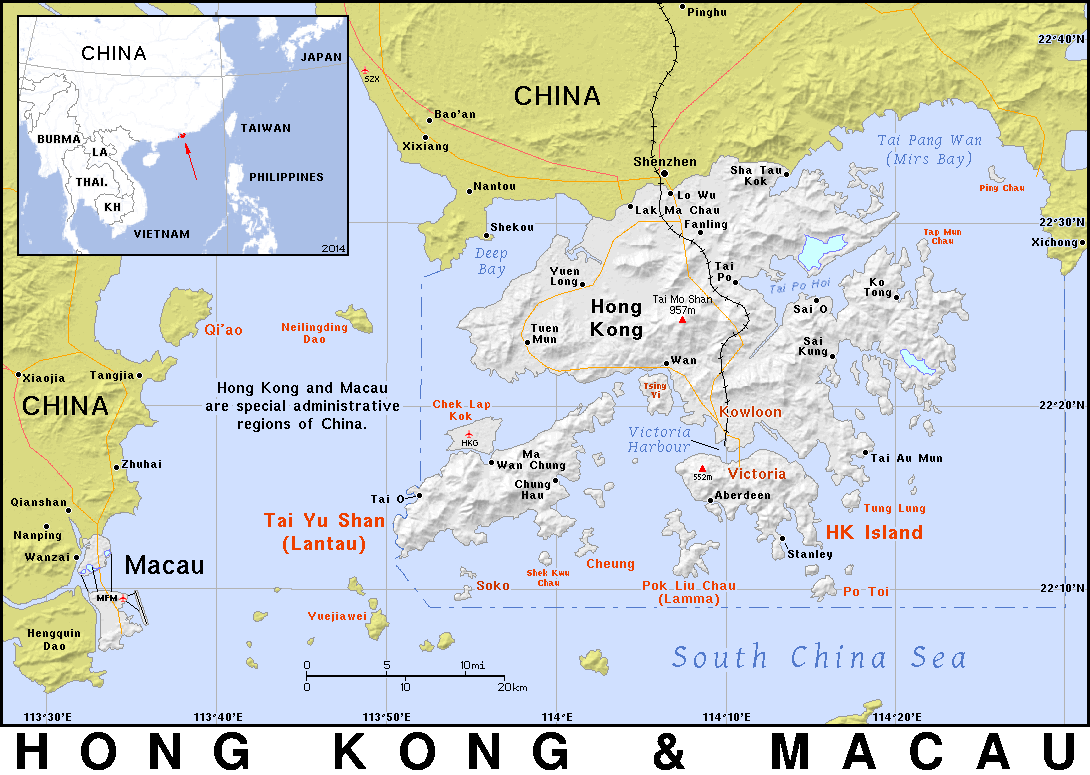 CHINA
JAPAN
BURMA
LA.
TAIWAN
THAI.
PHILIPPINES
KH
VIETNAM
2014
Pinghu
22°40'N
SZX
CHINA
Bao'an
Xixiang
Tai Pang Wan
(Mirs Bay)
Shenzhen
Sha Tau
Kok
Nantou
Lo Wu
Ping Chau
Lak Ma Chau
Fanling
22°30'N
Shekou
Tap Mun
Chau
Xichong
Deep
Bay
Yuen
Long
Tai
Po
Tai Po Hoi
Ko
Tong
Hong
Kong
Tai Mo Shan
957m
Sai O
Qi'ao
Neilingding
Dao
Tuen
Mun
Sai
Kung
Wan
Xiaojia
Tangjia
Hong Kong and Macau
are special administrative
regions of China.
Tsing
Yi
CHINA
Chek Lap
Kok
22°20'N
Kowloon
HKG
Victoria
Harbour
Ma
Wan Chung
Tai Au Mun
Zhuhai
552m
Victoria
Chung
Hau
Tai O
Aberdeen
Qianshan
Tung Lung
Tai Yu Shan
(Lantau)
HK Island
Nanping
Wanzai
Stanley
Macau
Cheung
Shek Kwu
Chau
Soko
Pok Liu Chau
(Lamma)
Po Toi
22°10'N
MFM
Yuejiawei
Hengquin
Dao
South China Sea
0 5 10mi
0 10 20km
113°30'E 113°40'E 113°50'E 114°E 114°10'E 114°20'E
HONG KONG & MACAU